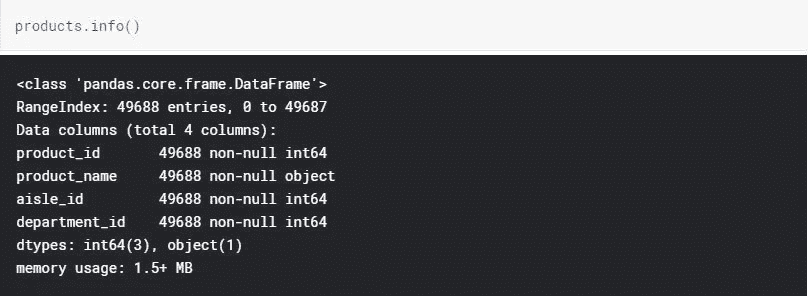 products.info()
<class 'pandas.core.frame.DataFrame'>
RangeIndex: 49688 entries, 0 to 49687
Data columns (total 4 columns):
product_id      49688 non-null int64
product_name    49688 non-null object
aisle_id        49688 non-null int64
department_id   49688 non-null int64
dtypes: int64(3), object(1)
memory usage: 1.5+ MB